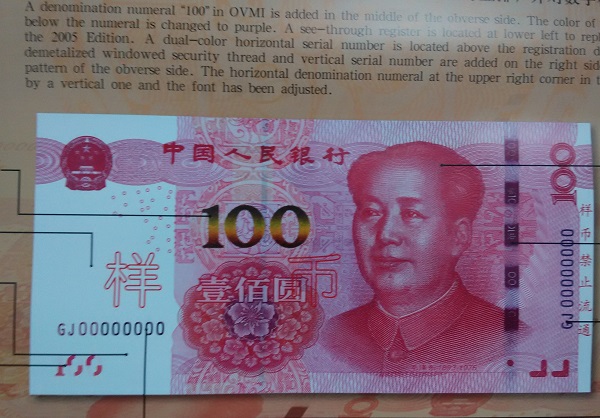 A denomination numeral "100" in OVMI is added in the middle of the obverse side. The color of
below the numeral is changed to purple. A see-through register is located at lower left to repl
the 2005 Edition. A dual-color horizontal serial number is located above the registration d
demetalized windowed security thread and vertical serial number are added on the right sid
pattern of the obverse side. The horizontal denomination numeral at the upper right corner in t
by a vertical one and the font has been adjusted.
中国人民银行
100
100
样币
壹佰圆
GJ00000000
GJ00000000
样币禁止流通